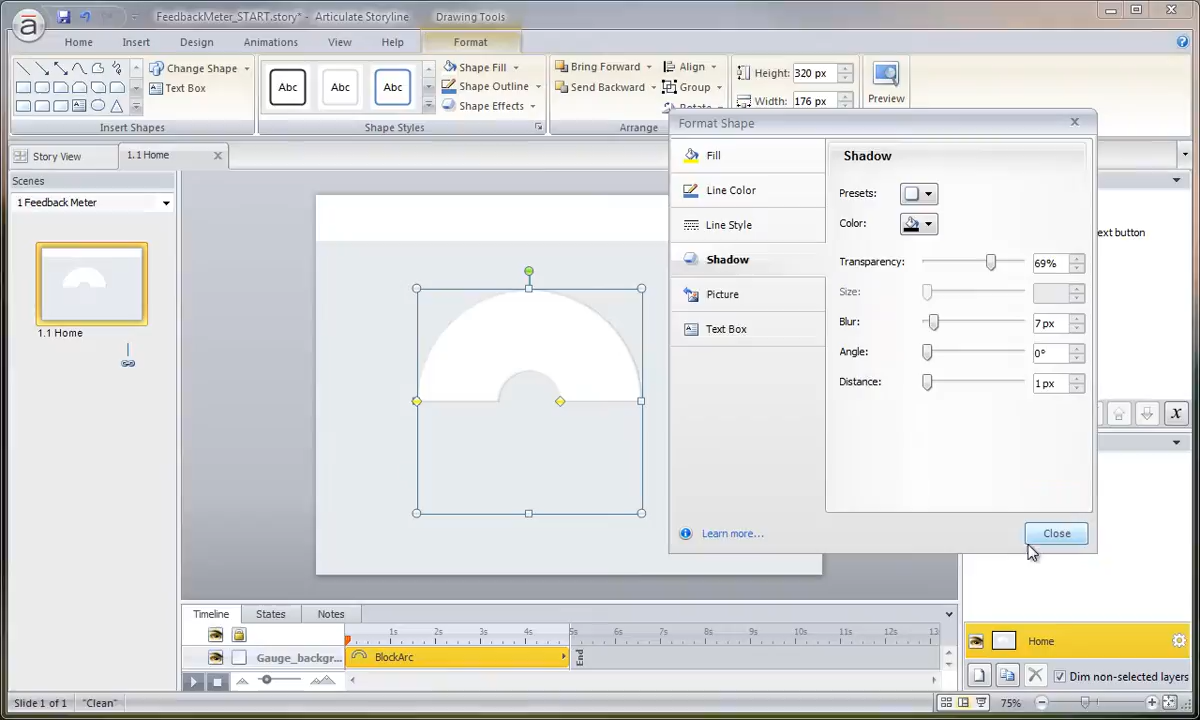 FeedbackMeter_START.story* - Articulate Storyline
Drawing Tools
Home
Insert
Design
Animations
View
Help
Format
Change Shape
Text Box
Insert Shapes
Abc
Abc
Abc
Shape Fill
Shape Outline
Shape Effects
Shape Styles
Bring Forward
Send Backward
Align
Group
Rotate
Arrange
Height: 320 px
Width: 176 px
Preview
Story View
1.1 Home
Scenes
1 Feedback Meter
1.1 Home
Format Shape
Fill
Line Color
Line Style
Shadow
Picture
Text Box
Shadow
Presets:
Color:
Transparency: 69%
Size:
Blur: 7 px
Angle: 0°
Distance: 1 px
Learn more...
Close
ext button
Timeline
States
Notes
1s 2s 3s 4s 5s 6s 7s 8s 9s 10s 11s 12s 13
Gauge_backgr...
BlockArc
End
Home
Dim non-selected layers
Slide 1 of 1
"Clean"
75%